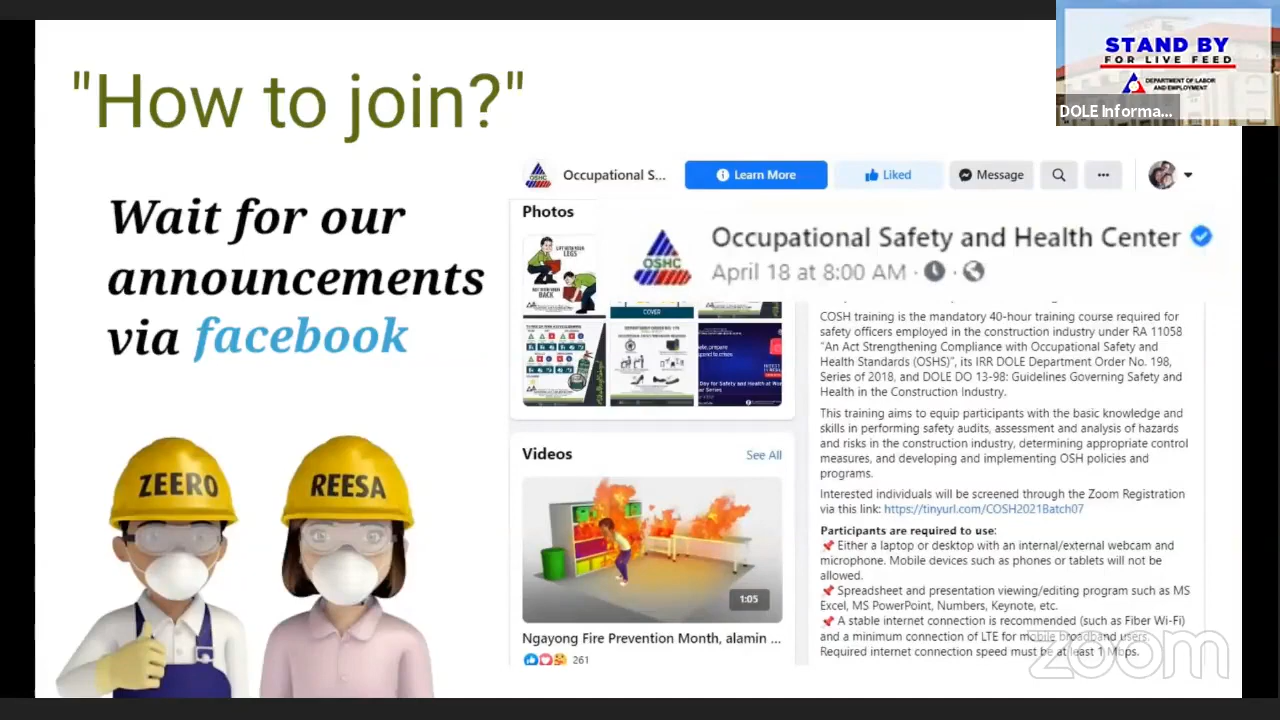 "How to join?"
Wait for our
announcements
via facebook
ZEERO
REESA
STAND BY
FOR LIVE FEED
DEPARTMENT OF LABOR
AND EMPLOYMENT
DOLE Informa...
OSHC
Occupational S...
Learn More
Liked
Message
Photos
LIFT WITH YOUR
LEGS
NOT WITH YOUR
BACK
COVER
Videos
See All
1:05
Ngayong Fire Prevention Month, alamin ...
261
OSHC
Occupational Safety and Health Center
April 18 at 8:00 AM
COSH training is the mandatory 40-hour training course required for
safety officers employed in the construction industry under RA 11058
"An Act Strengthening Compliance with Occupational Safety and
Health Standards (OSHS)", its IRR DOLE Department Order No. 198,
Series of 2018, and DOLE DO 13-98: Guidelines Governing Safety and
Health in the Construction Industry.
This training aims to equip participants with the basic knowledge and
skills in performing safety audits, assessment and analysis of hazards
and risks in the construction industry, determining appropriate control
measures, and developing and implementing OSH policies and
programs.
Interested individuals will be screened through the Zoom Registration
via this link: https://tinyurl.com/COSH2021Batch07
Participants are required to use:
Either a laptop or desktop with an internal/external webcam and
microphone. Mobile devices such as phones or tablets will not be
allowed.
Spreadsheet and presentation viewing/editing program such as MS
Excel, MS PowerPoint, Numbers, Keynote, etc.
A stable internet connection is recommended (such as Fiber Wi-Fi)
and a minimum connection of LTE for mobile broadband users.
Required internet connection speed must be at least 1 Mbps.
zoom